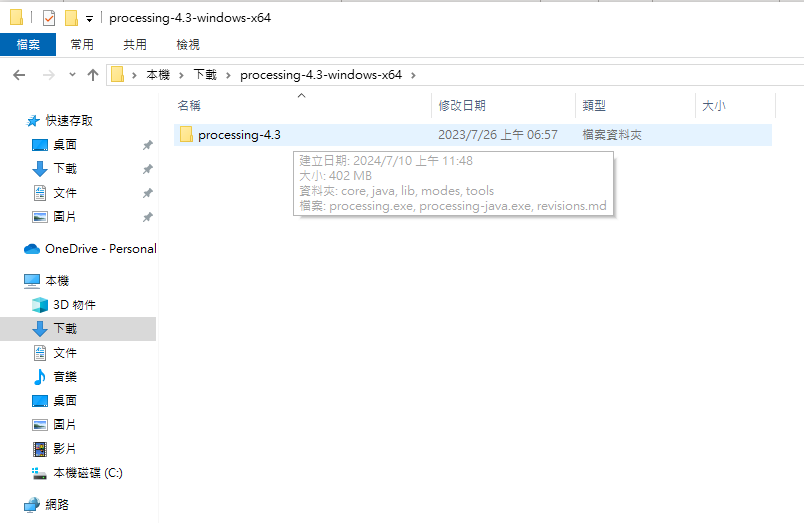 processing-4.3-windows-x64
檔案 常用 共用 檢視
本機 下載 processing-4.3-windows-x64
名稱 修改日期 類型 大小
快速存取
桌面
下載
文件
圖片
OneDrive - Personal
本機
3D 物件
下載
文件
音樂
桌面
圖片
影片
本機磁碟 (C:)
網路
processing-4.3 2023/7/26 上午 06:57 檔案資料夾
建立日期: 2024/7/10 上午 11:48
大小: 402 MB
資料夾: core, java, lib, modes, tools
檔案: processing.exe, processing-java.exe, revisions.md